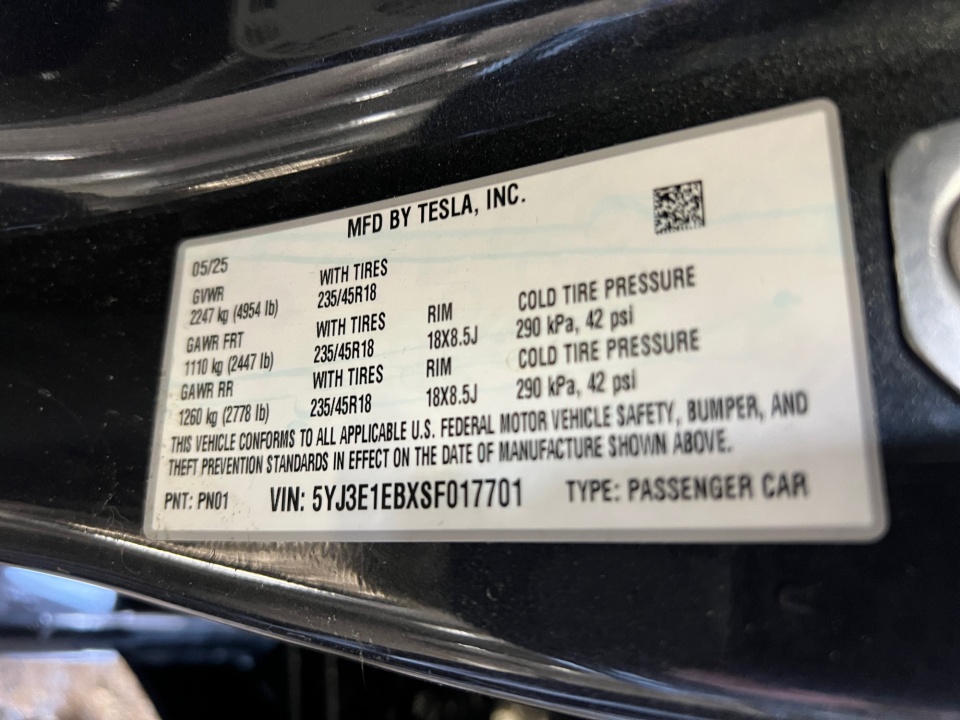 MFD BY TESLA, INC.
05/25
GVWR WITH TIRES
2247 kg (4954 lb) 235/45R18
GAWR FRT WITH TIRES RIM COLD TIRE PRESSURE
1110 kg (2447 lb) 235/45R18 18X8.5J 290 kPa, 42 psi
GAWR RR WITH TIRES RIM COLD TIRE PRESSURE
1260 kg (2778 lb) 235/45R18 18X8.5J 290 kPa, 42 psi
THIS VEHICLE CONFORMS TO ALL APPLICABLE U.S. FEDERAL MOTOR VEHICLE SAFETY, BUMPER, AND
THEFT PREVENTION STANDARDS IN EFFECT ON THE DATE OF MANUFACTURE SHOWN ABOVE.
PNT: PN01 VIN: 5YJ3E1EBXSF017701 TYPE: PASSENGER CAR